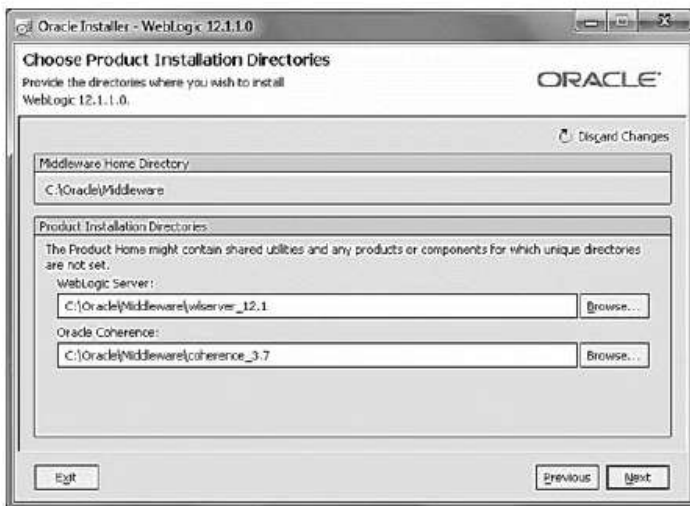 Oracle Installer - WebLogic 12.1.1.0
Choose Product Installation Directories
Provide the directories where you wish to install
WebLogic 12.1.1.0.
ORACLE
Discard Changes
Middleware Home Directory
C:\Oracle\Middleware
Product Installation Directories
The Product Home might contain shared utilities and any products or components for which unique directories
are not set.
WebLogic Server:
C:\Oracle\Middleware\wlserver_12.1
Browse...
Oracle Coherence:
C:\Oracle\Middleware\coherence_3.7
Browse...
Exit
Previous
Next